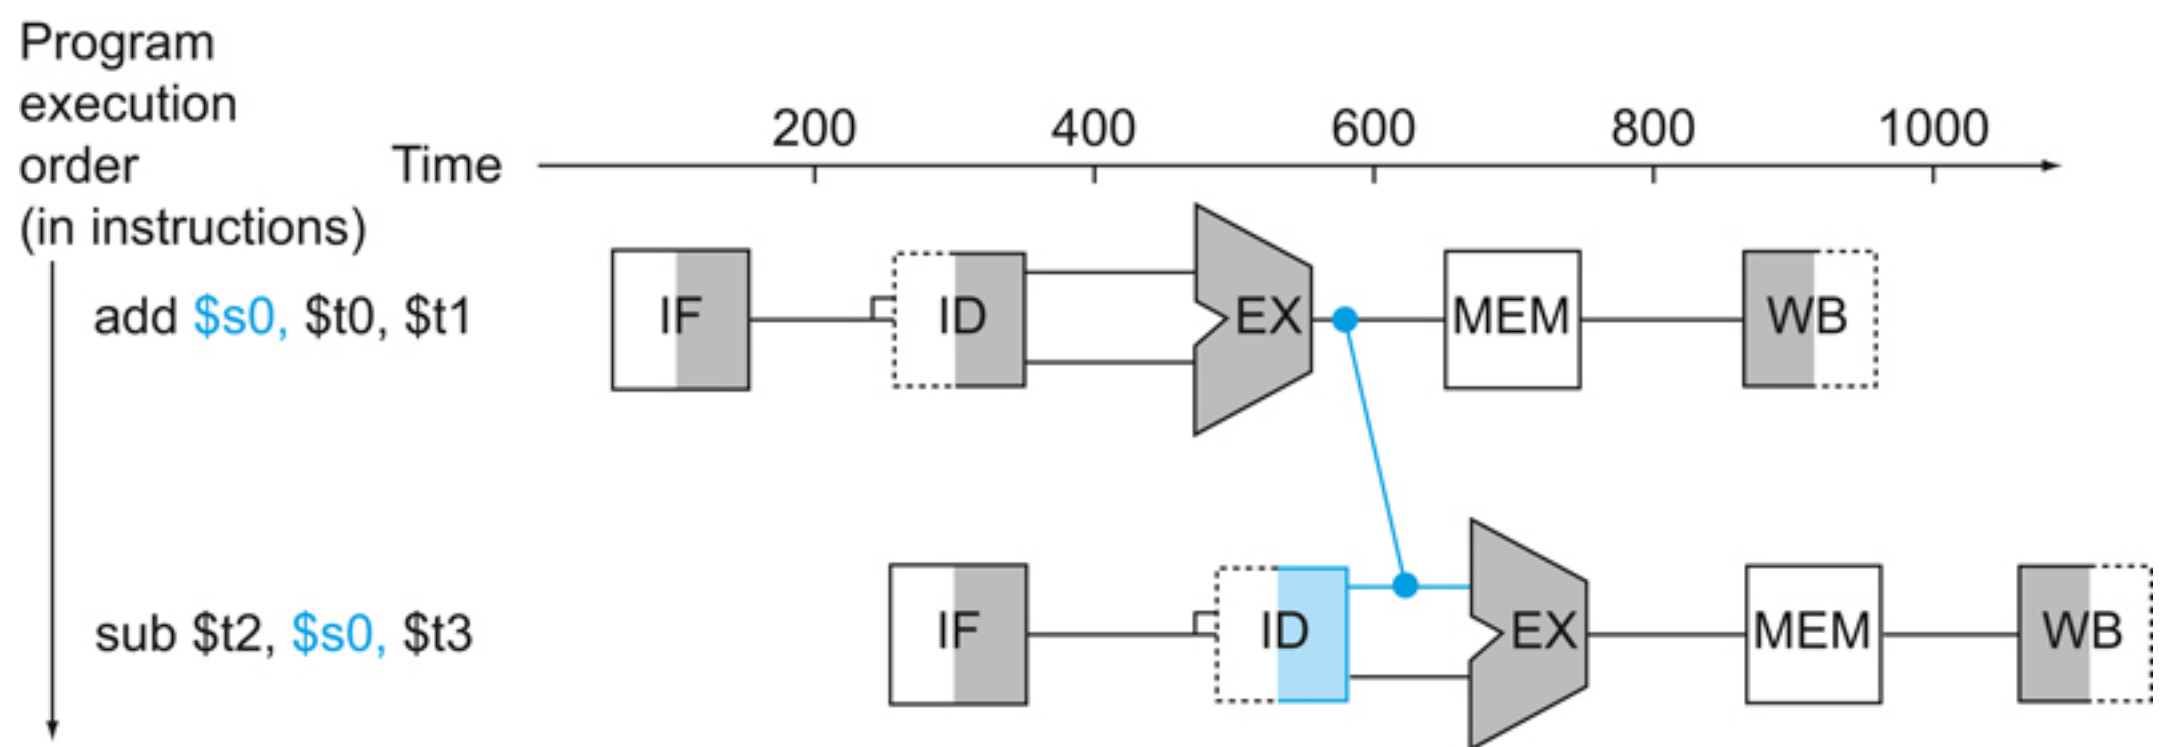 Program
execution
order
(in instructions)
Time
200 400 600 800 1000
add $s0, $t0, $t1
IF ID EX MEM WB
sub $t2, $s0, $t3
IF ID EX MEM WB